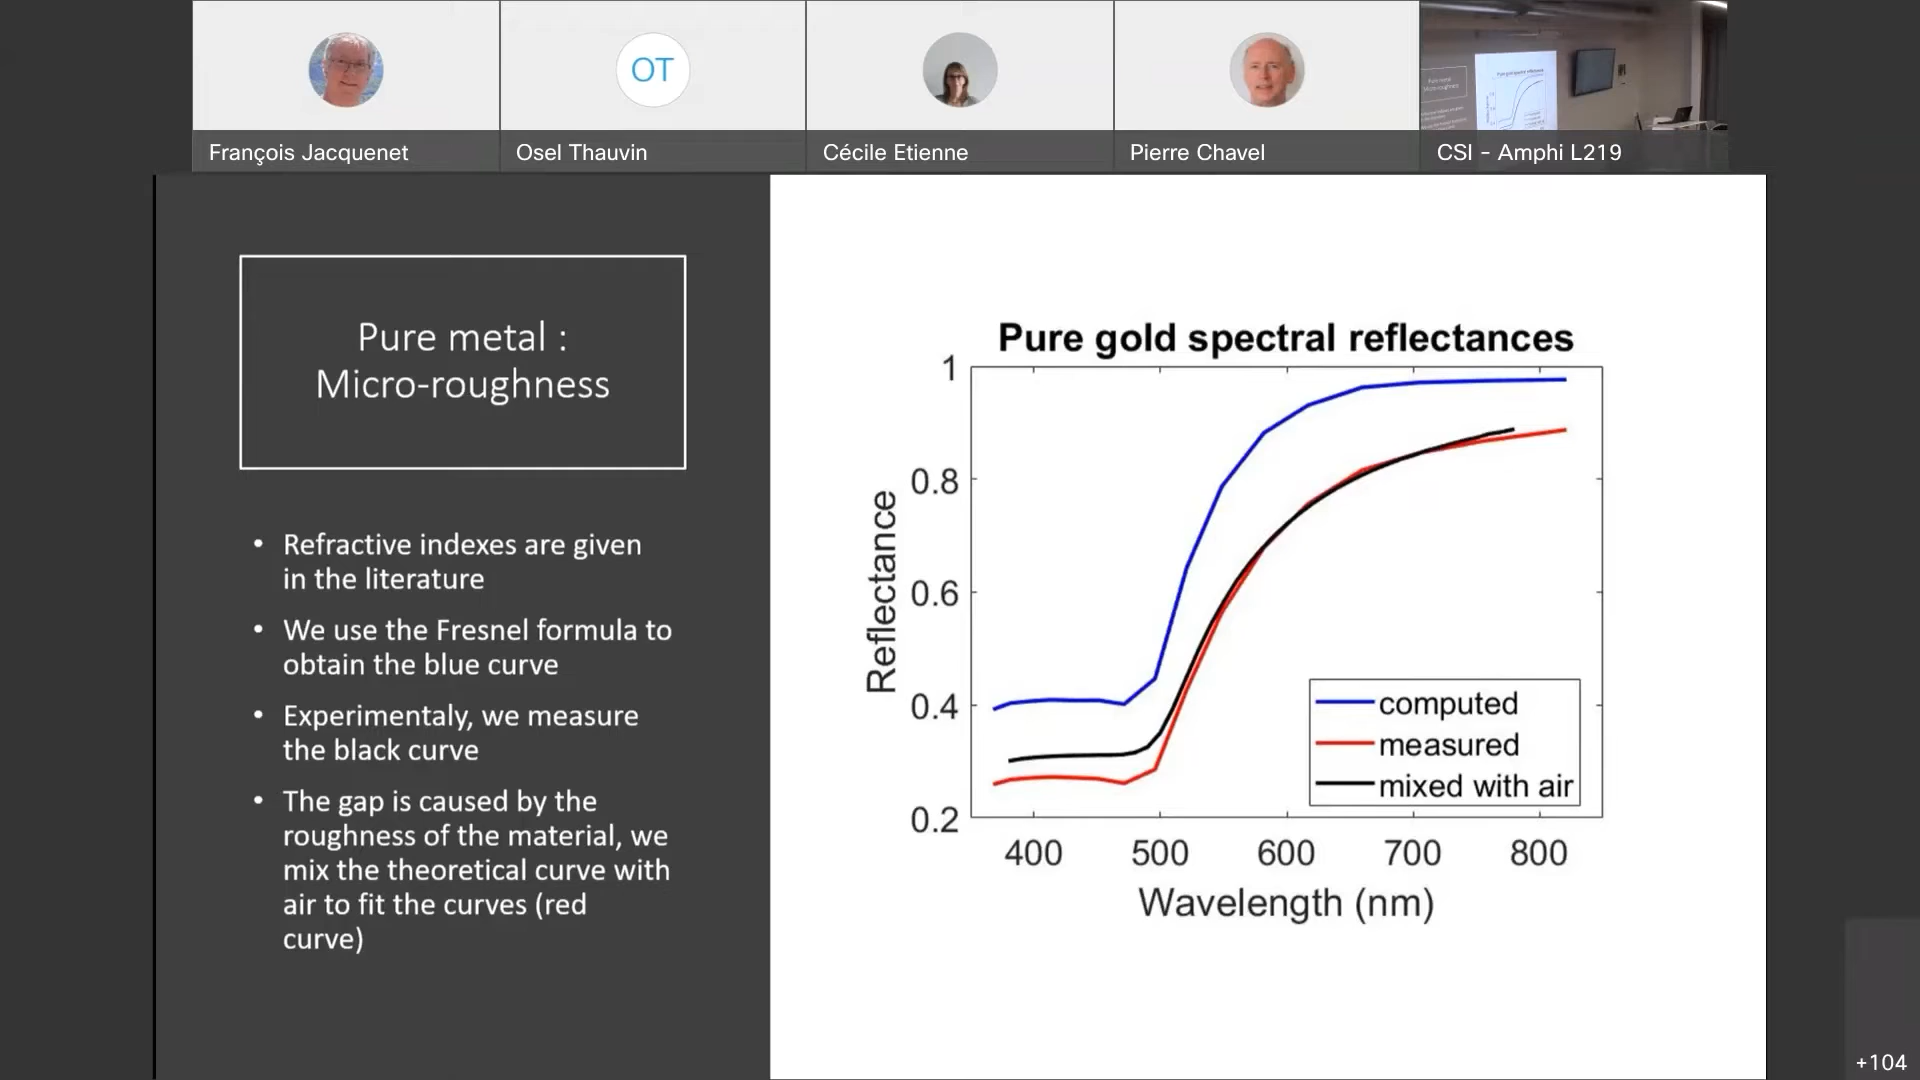 OT
François Jacquenet
Osel Thauvin
Cécile Etienne
Pierre Chavel
CSI - Amphi L219
Pure metal :
Micro-roughness
• Refractive indexes are given
in the literature
• We use the Fresnel formula to
obtain the blue curve
• Experimentaly, we measure
the black curve
• The gap is caused by the
roughness of the material, we
mix the theoretical curve with
air to fit the curves (red
curve)
Pure gold spectral reflectances
1
0.8
0.6
0.4
0.2
Reflectance
computed
measured
mixed with air
400 500 600 700 800
Wavelength (nm)
+104